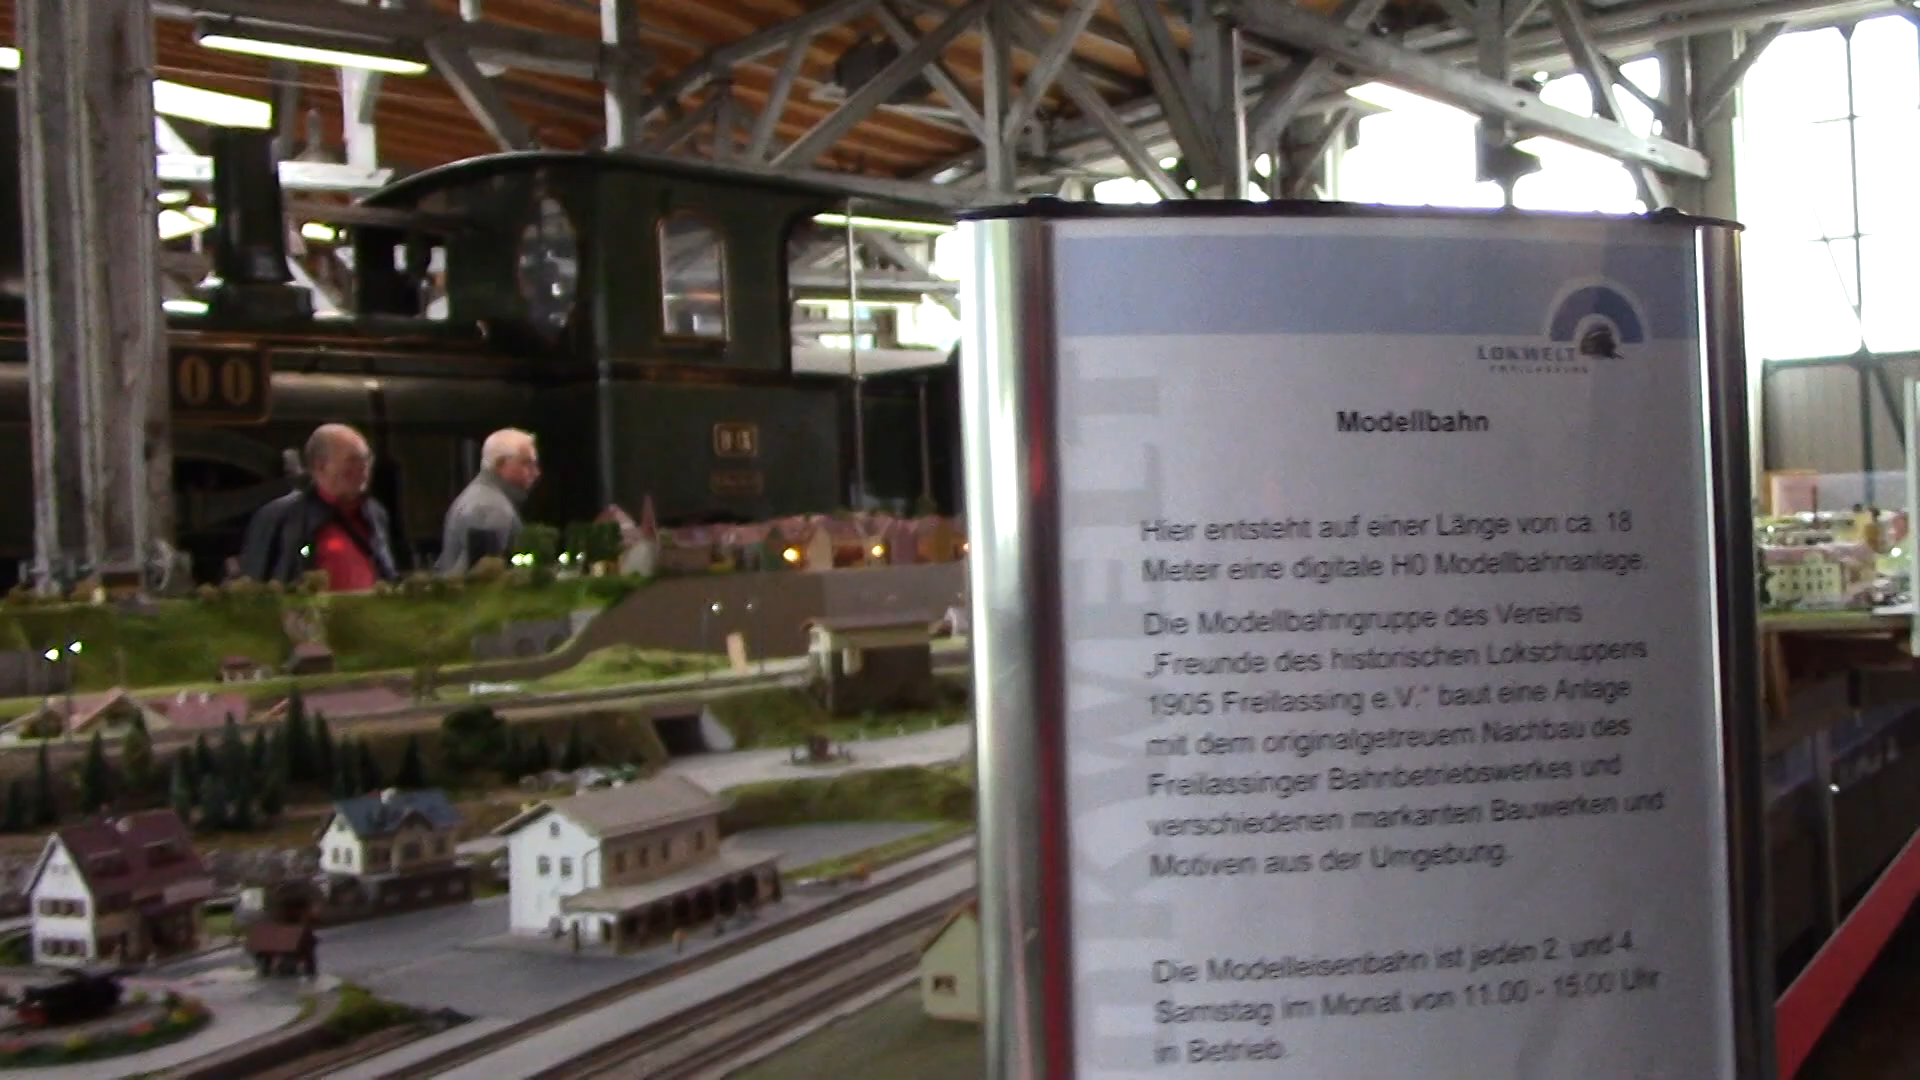 00
LOKWELT
FREILASSING
Modellbahn
Hier entsteht auf einer Länge von ca. 18
Meter eine digitale H0 Modellbahnanlage.
Die Modellbahngruppe des Vereins
„Freunde des historischen Lokschuppens
1905 Freilassing e.V.“ baut eine Anlage
mit dem originalgetreuem Nachbau des
Freilassinger Bahnbetriebswerkes und
verschiedenen markanten Bauwerken und
Motiven aus der Umgebung.
Die Modelleisenbahn ist jeden 2. und 4.
Samstag im Monat von 11.00 - 15.00 Uhr
in Betrieb.